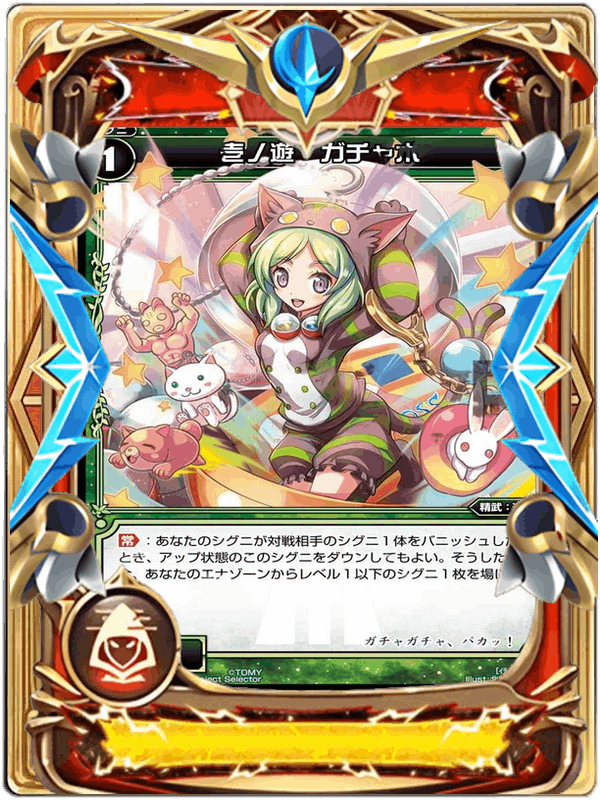 1
壱ノ遊 ガチャポ
精武:
常:あなたのシグニが対戦相手のシグニ1体をバニッシュした
とき、アップ状態のこのシグニをダウンしてもよい。そうした
、あなたのエナゾーンからレベル1以下のシグニ1枚を場に
ガチャガチャ、パカッ!
©TOMY
ject Selector
Illust: